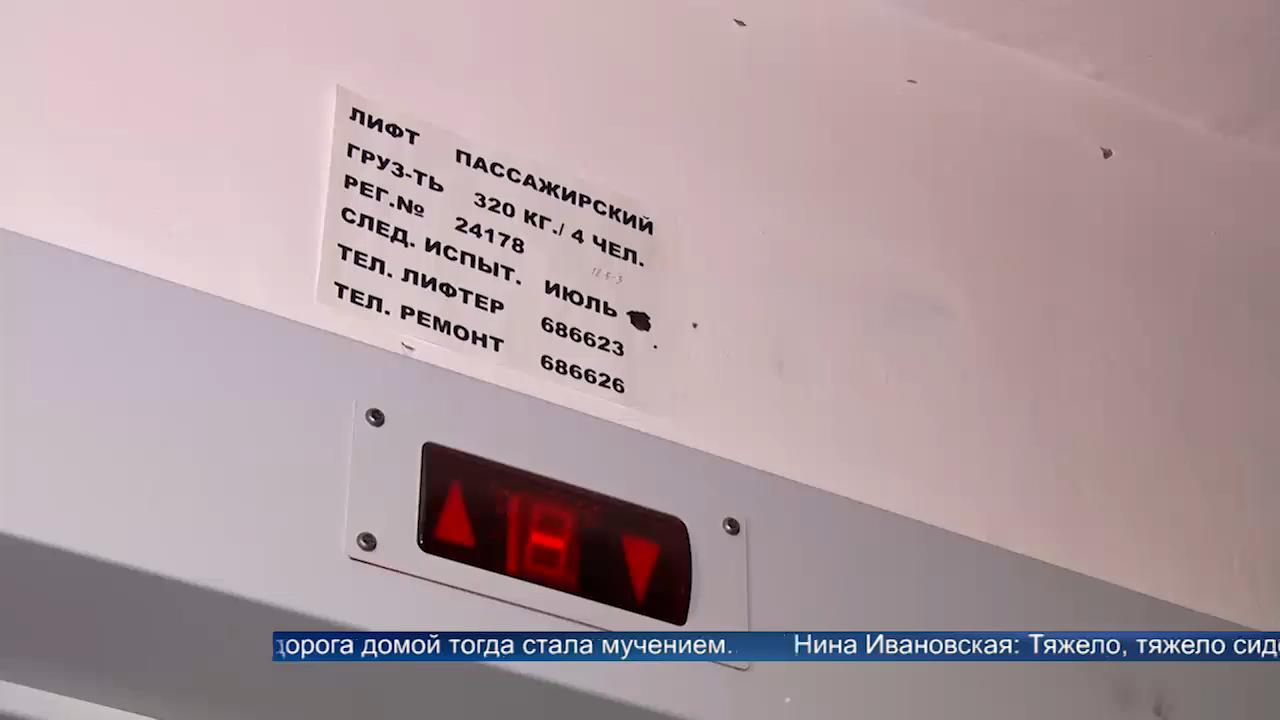 ЛИФТ ПАССАЖИРСКИЙ
ГРУЗ-ТЬ 320 КГ./ 4 ЧЕЛ.
РЕГ.№ 24178
СЛЕД. ИСПЫТ. ИЮЛЬ
ТЕЛ. ЛИФТЕР 686623
ТЕЛ. РЕМОНТ 686626
18
дорога домой тогда стала мучением. Нина Ивановская: Тяжело, тяжело